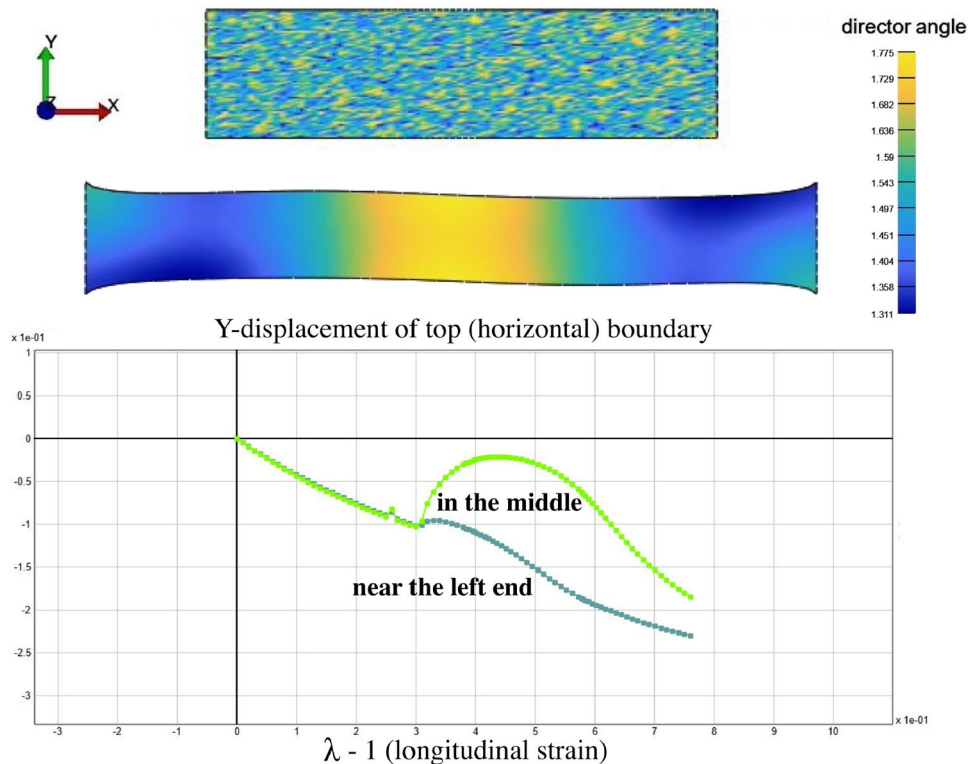 director angle
Y
X
Z
1.775
1.729
1.682
1.636
1.59
1.543
1.497
1.451
1.404
1.358
1.311
Y-displacement of top (horizontal) boundary
x 1e-01
1
0.5
0
-0.5
-1
-1.5
-2
-2.5
-3
in the middle
near the left end
-3 -2 -1 0 1 2 3 4 5 6 7 8 9 10
x 1e-01
λ - 1 (longitudinal strain)